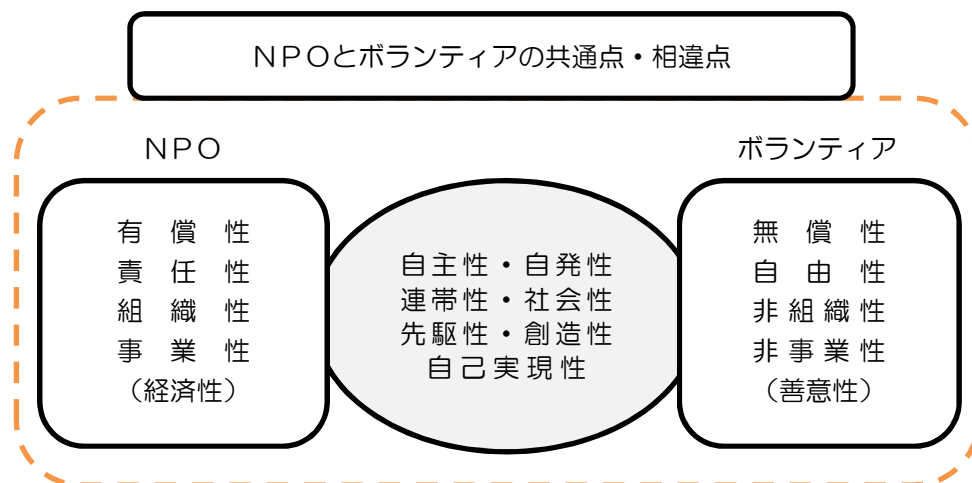 NPOとボランティアの共通点・相違点
NPO
有償性
責任性
組織性
事業性
（経済性）
自主性・自発性
連帯性・社会性
先駆性・創造性
自己実現性
ボランティア
無償性
自由性
非組織性
非事業性
（善意性）